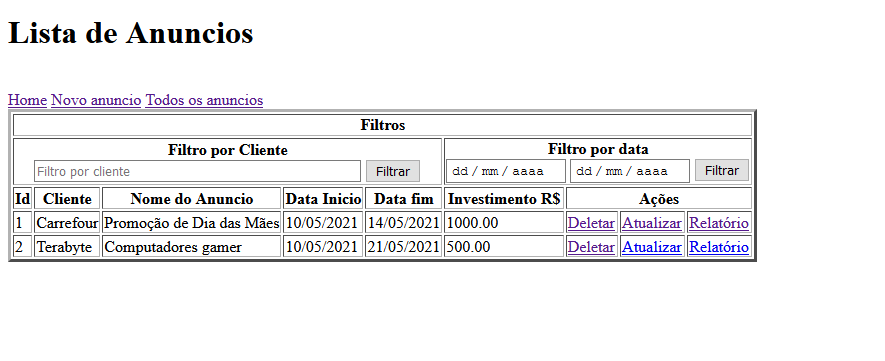 Lista de Anuncios
Home Novo anuncio Todos os anuncios
Filtros
Filtro por Cliente Filtro por data
Filtro por cliente Filtrar dd / mm / aaaa dd / mm / aaaa Filtrar
Id Cliente Nome do Anuncio Data Inicio Data fim Investimento R$ Ações
1 Carrefour Promoção de Dia das Mães 10/05/2021 14/05/2021 1000.00 Deletar Atualizar Relatório
2 Terabyte Computadores gamer 10/05/2021 21/05/2021 500.00 Deletar Atualizar Relatório